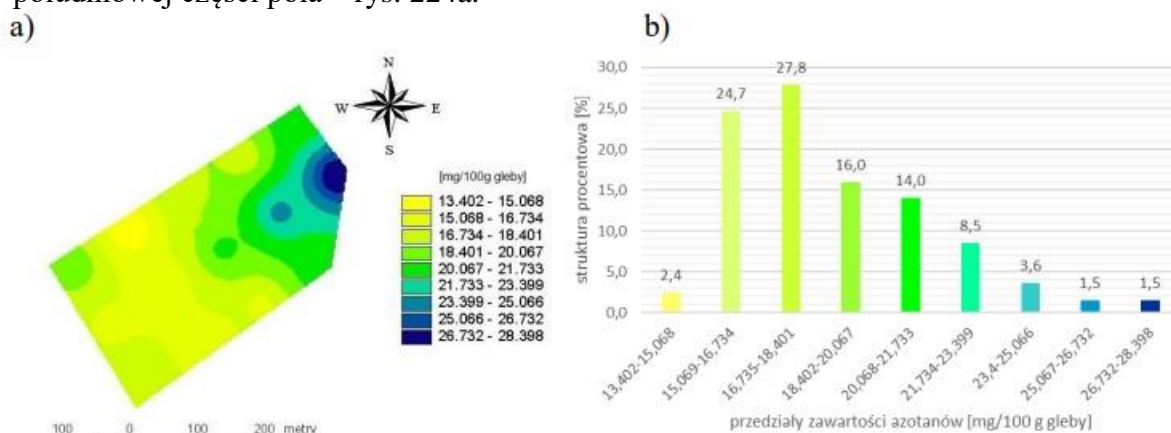 południowej części pola – rys. 224a.
a)
N
W
E
S
[mg/100g gleby]
13.402 - 15.068
15.068 - 16.734
16.734 - 18.401
18.401 - 20.067
20.067 - 21.733
21.733 - 23.399
23.399 - 25.066
25.066 - 26.732
26.732 - 28.398
100 0 100 200 metry
b)
struktura procentowa [%]
30,0
25,0
20,0
15,0
10,0
5,0
0,0
2,4
24,7
27,8
16,0
14,0
8,5
3,6
1,5
1,5
13,402-15,068
15,069-16,734
16,735-18,401
18,402-20,067
20,068-21,733
21,734-23,399
23,4-25,066
25,067-26,732
26,732-28,398
przedziały zawartości azotanów [mg/100 g gleby]